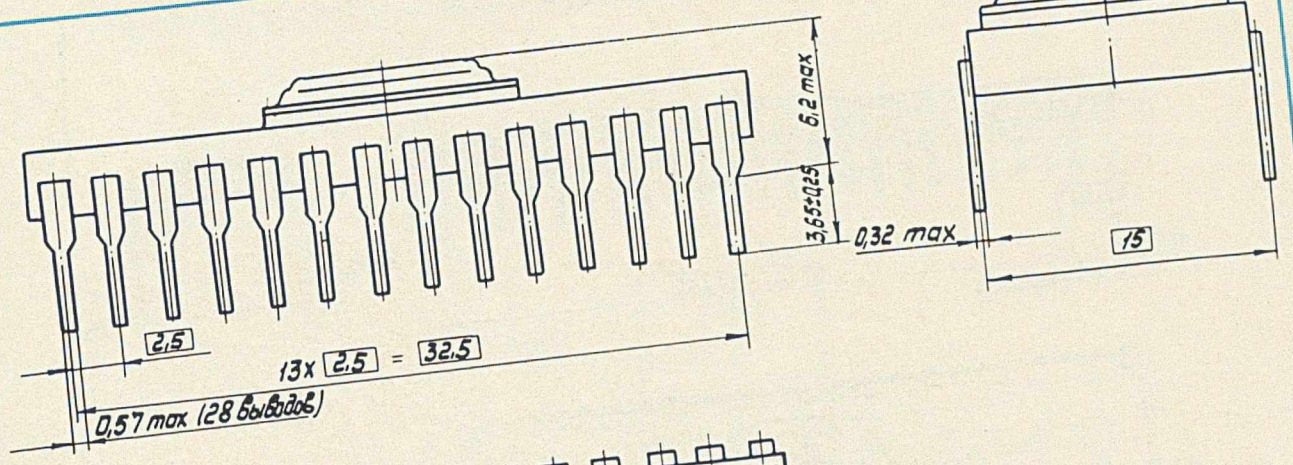 6,2 max
3,65±0,25
0,32 max
15
2,5
13x 2,5 = 32,5
0,57 max (28 выводов)